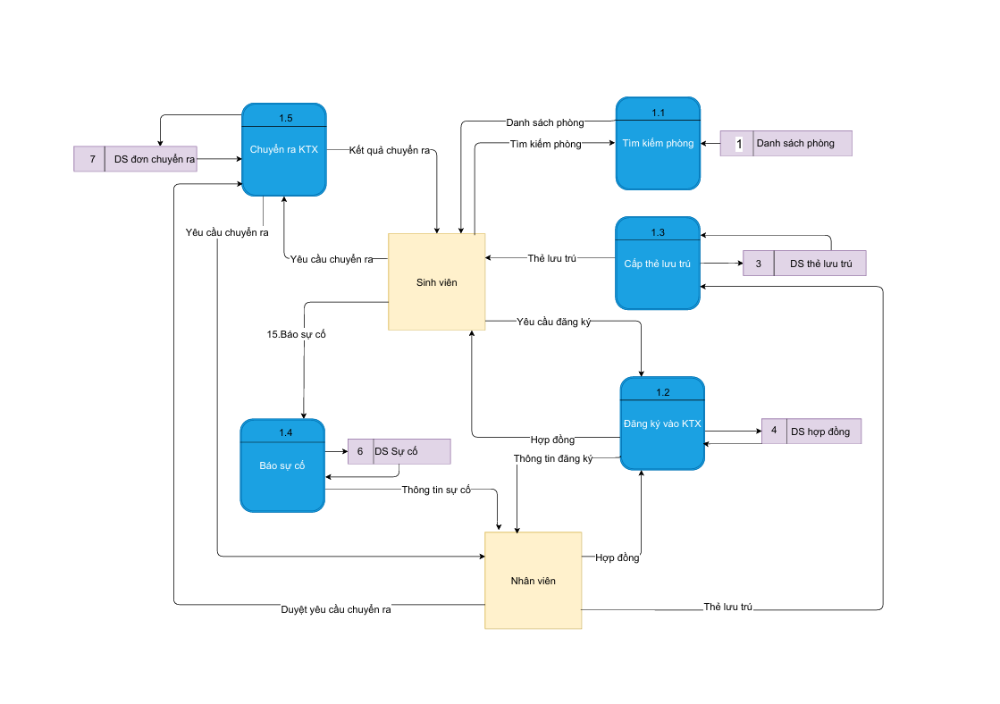 1.5
Chuyển ra KTX
7
DS đơn chuyển ra
Kết quả chuyển ra
Danh sách phòng
Tìm kiếm phòng
1.1
Tìm kiếm phòng
1
Danh sách phòng
Yêu cầu chuyển ra
Yêu cầu chuyển ra
Sinh viên
Thẻ lưu trú
1.3
Cấp thẻ lưu trú
3
DS thẻ lưu trú
15.Báo sự cố
Yêu cầu đăng ký
1.2
Đăng ký vào KTX
4
DS hợp đồng
Hợp đồng
Thông tin đăng ký
1.4
Báo sự cố
6
DS Sự cố
Thông tin sự cố
Nhân viên
Hợp đồng
Duyệt yêu cầu chuyển ra
Thẻ lưu trú